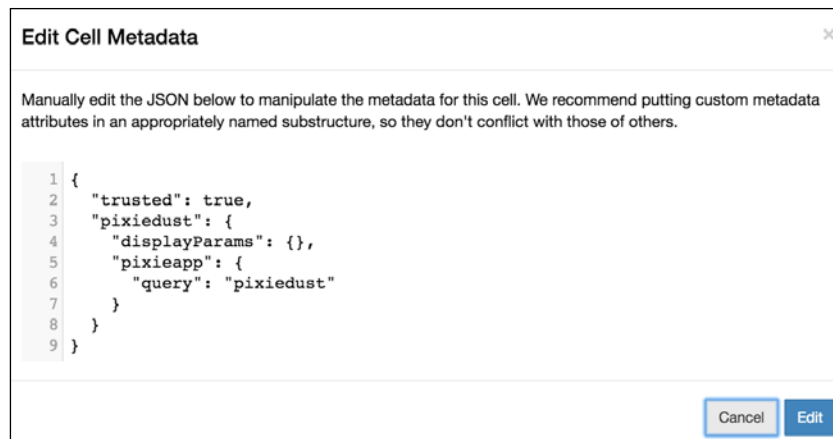 Edit Cell Metadata
×
Manually edit the JSON below to manipulate the metadata for this cell. We recommend putting custom metadata
attributes in an appropriately named substructure, so they don't conflict with those of others.
1 {
2   "trusted": true,
3   "pixiedust": {
4     "displayParams": {},
5     "pixieapp": {
6       "query": "pixiedust"
7     }
8   }
9 }
Cancel Edit